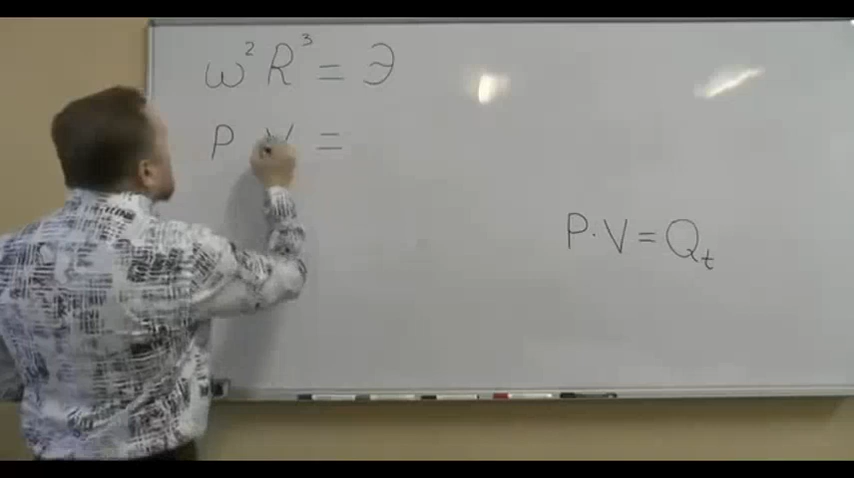 ω²R³ = Э
P V =
P·V = Qₜ